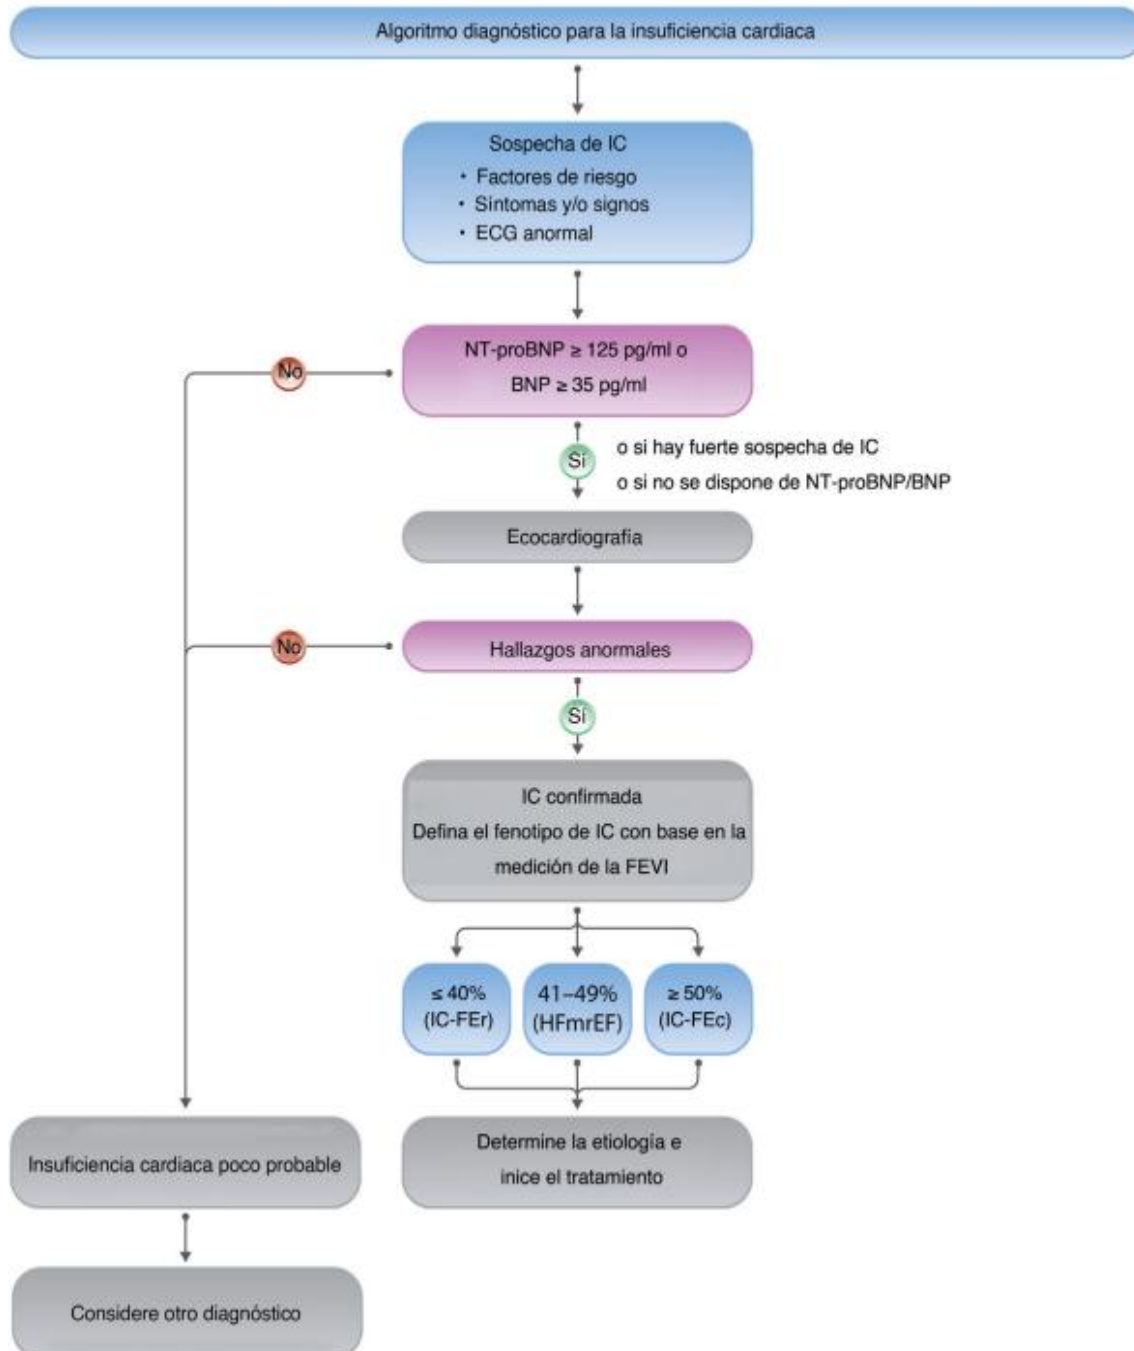 Algoritmo diagnóstico para la insuficiencia cardiaca
Sospecha de IC
• Factores de riesgo
• Síntomas y/o signos
• ECG anormal
NT-proBNP ≥ 125 pg/ml o
BNP ≥ 35 pg/ml
No
Sí
o si hay fuerte sospecha de IC
o si no se dispone de NT-proBNP/BNP
Ecocardiografía
Hallazgos anormales
No
Sí
IC confirmada
Defina el fenotipo de IC con base en la
medición de la FEVI
≤ 40%
(IC-FEr)
41–49%
(HFmrEF)
≥ 50%
(IC-FEc)
Insuficiencia cardiaca poco probable
Determine la etiología e
inice el tratamiento
Considere otro diagnóstico